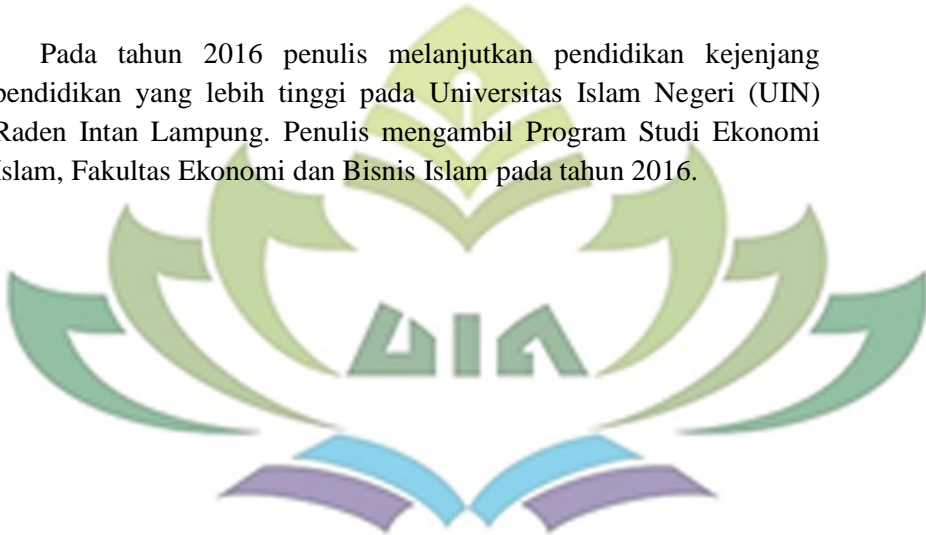 Pada tahun 2016 penulis melanjutkan pendidikan kejenjang
pendidikan yang lebih tinggi pada Universitas Islam Negeri (UIN)
Raden Intan Lampung. Penulis mengambil Program Studi Ekonomi
Islam, Fakultas Ekonomi dan Bisnis Islam pada tahun 2016.
UIN